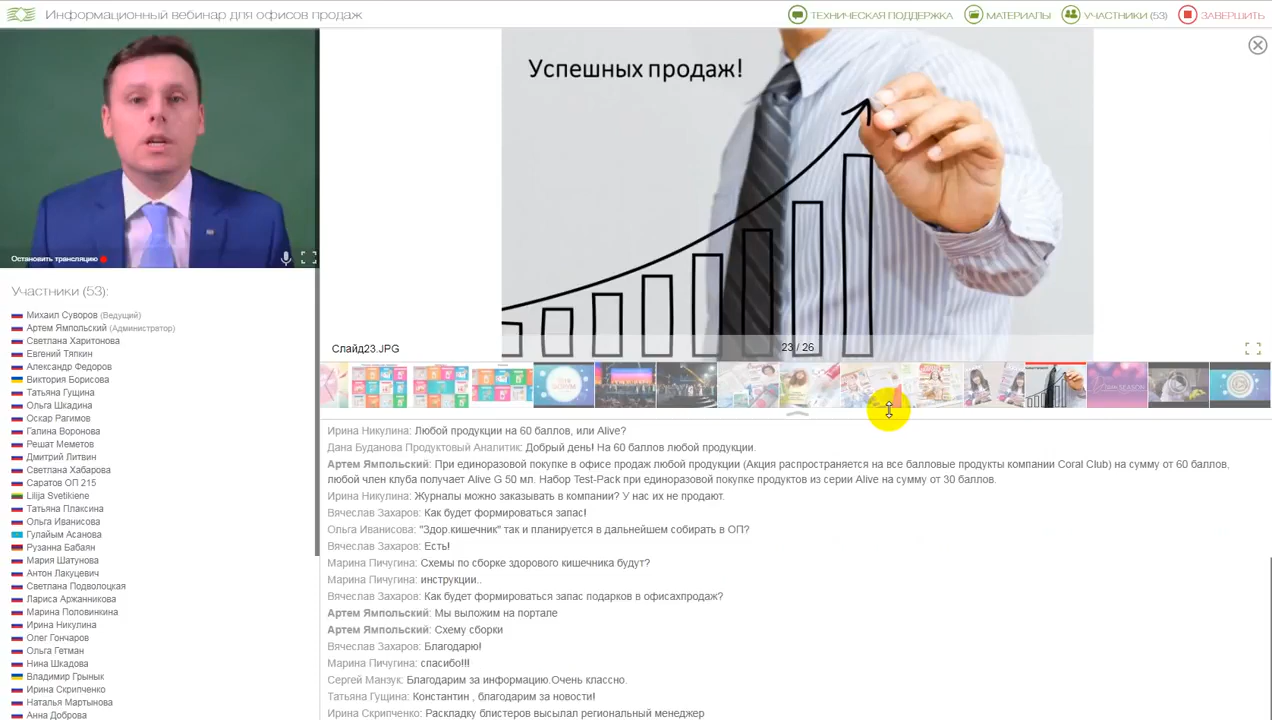 Информационный вебинар для офисов продаж
ТЕХНИЧЕСКАЯ ПОДДЕРЖКА
МАТЕРИАЛЫ
УЧАСТНИКИ (53)
ЗАВЕРШИТЬ
Успешных продаж!
Остановить трансляцию
Слайд23.JPG
23 / 26
Участники (53):
Михаил Суворов (Ведущий)
Артем Ямпольский (Администрвтор)
Светлана Харитонова
Евгений Тяпкин
Александр Федоров
Виктория Борисова
Татьяна Гущина
Ольга Шкадина
Оскар Рагимов
Галина Воронова
Решат Меметов
Дмитрий Литвин
Светлана Хабарова
Саратов ОП 215
Lilija Svetikiene
Татьяна Плаксина
Ольга Иванисова
Гулайым Асанова
Рузанна Бабаян
Мария Шатунова
Антон Лакуцевич
Светлана Подволоцкая
Лариса Аржанникова
Марина Половинкина
Ирина Никулина
Олег Гончаров
Ольга Гетман
Нина Шкадова
Владимир Грынык
Ирина Скрипченко
Наталья Мартынова
Анна Доброва
Ирина Никулина: Любой продукции на 60 баллов, или Alive?
Дана Буданова Продуктовый Аналитик: Добрый день! На 60 баллов любой продукции.
Артем Ямпольский: При единоразовой покупке в офисе продаж любой продукции (Акция распространяется на все балловые продукты компании Coral Club) на сумму от 60 баллов,
любой член клуба получает Alive G 50 мл. Набор Test-Pack при единоразовой покупке продуктов из серии Alive на сумму от 30 баллов.
Ирина Никулина: Журналы можно заказывать в компании? У нас их не продают.
Вячеслав Захаров: Как будет формироваться запас!
Ольга Иванисова: "Здор.кишечник" так и планируется в дальнейшем собирать в ОП?
Вячеслав Захаров: Есть!
Марина Пичугина: Схемы по сборке здорового кишечника будут?
Марина Пичугина: инструкции..
Вячеслав Захаров: Как будет формироваться запас подарков в офисахпродаж?
Артем Ямпольский: Мы выложим на портале
Артем Ямпольский: Схему сборки
Вячеслав Захаров: Благодарю!
Марина Пичугина: спасибо!!!
Сергей Манзук: Благодарим за информацию.Очень классно.
Татьяна Гущина: Константин , благодарим за новости!
Ирина Скрипченко: Раскладку блистеров высылал региональный менеджер